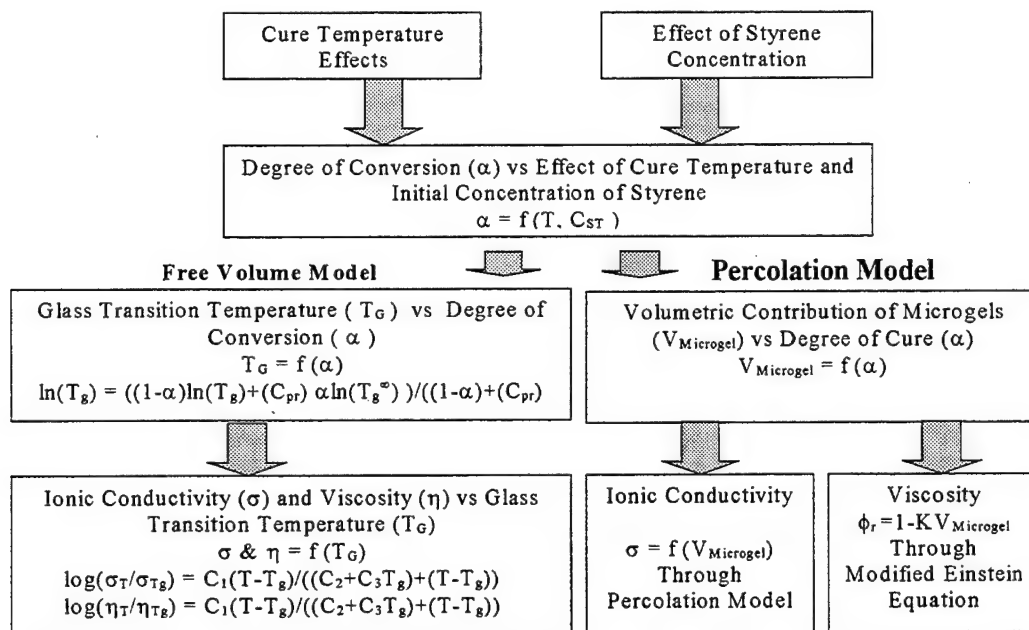 Cure Temperature
Effects
Effect of Styrene
Concentration
Degree of Conversion (α) vs Effect of Cure Temperature and
Initial Concentration of Styrene
α = f(T, C_ST )
Free Volume Model
Percolation Model
Glass Transition Temperature ( T_G ) vs Degree of
Conversion ( α )
T_G = f(α)
ln(T_g) = ((1-α)ln(T_g)+(C_pr) αln(T_g^∞) )/((1-α)+(C_pr)
Volumetric Contribution of Microgels
(V_Microgel) vs Degree of Cure (α)
V_Microgel = f(α)
Ionic Conductivity (σ) and Viscosity (η) vs Glass
Transition Temperature (T_G)
σ & η = f(T_G)
log(σ_T/σ_Tg) = C_1(T-T_g)/((C_2+C_3T_g)+(T-T_g))
log(η_T/η_Tg) = C_1(T-T_g)/((C_2+C_3T_g)+(T-T_g))
Ionic Conductivity
σ = f(V_Microgel)
Through
Percolation Model
Viscosity
ϕ_r=1-KV_Microgel
Through
Modified Einstein
Equation